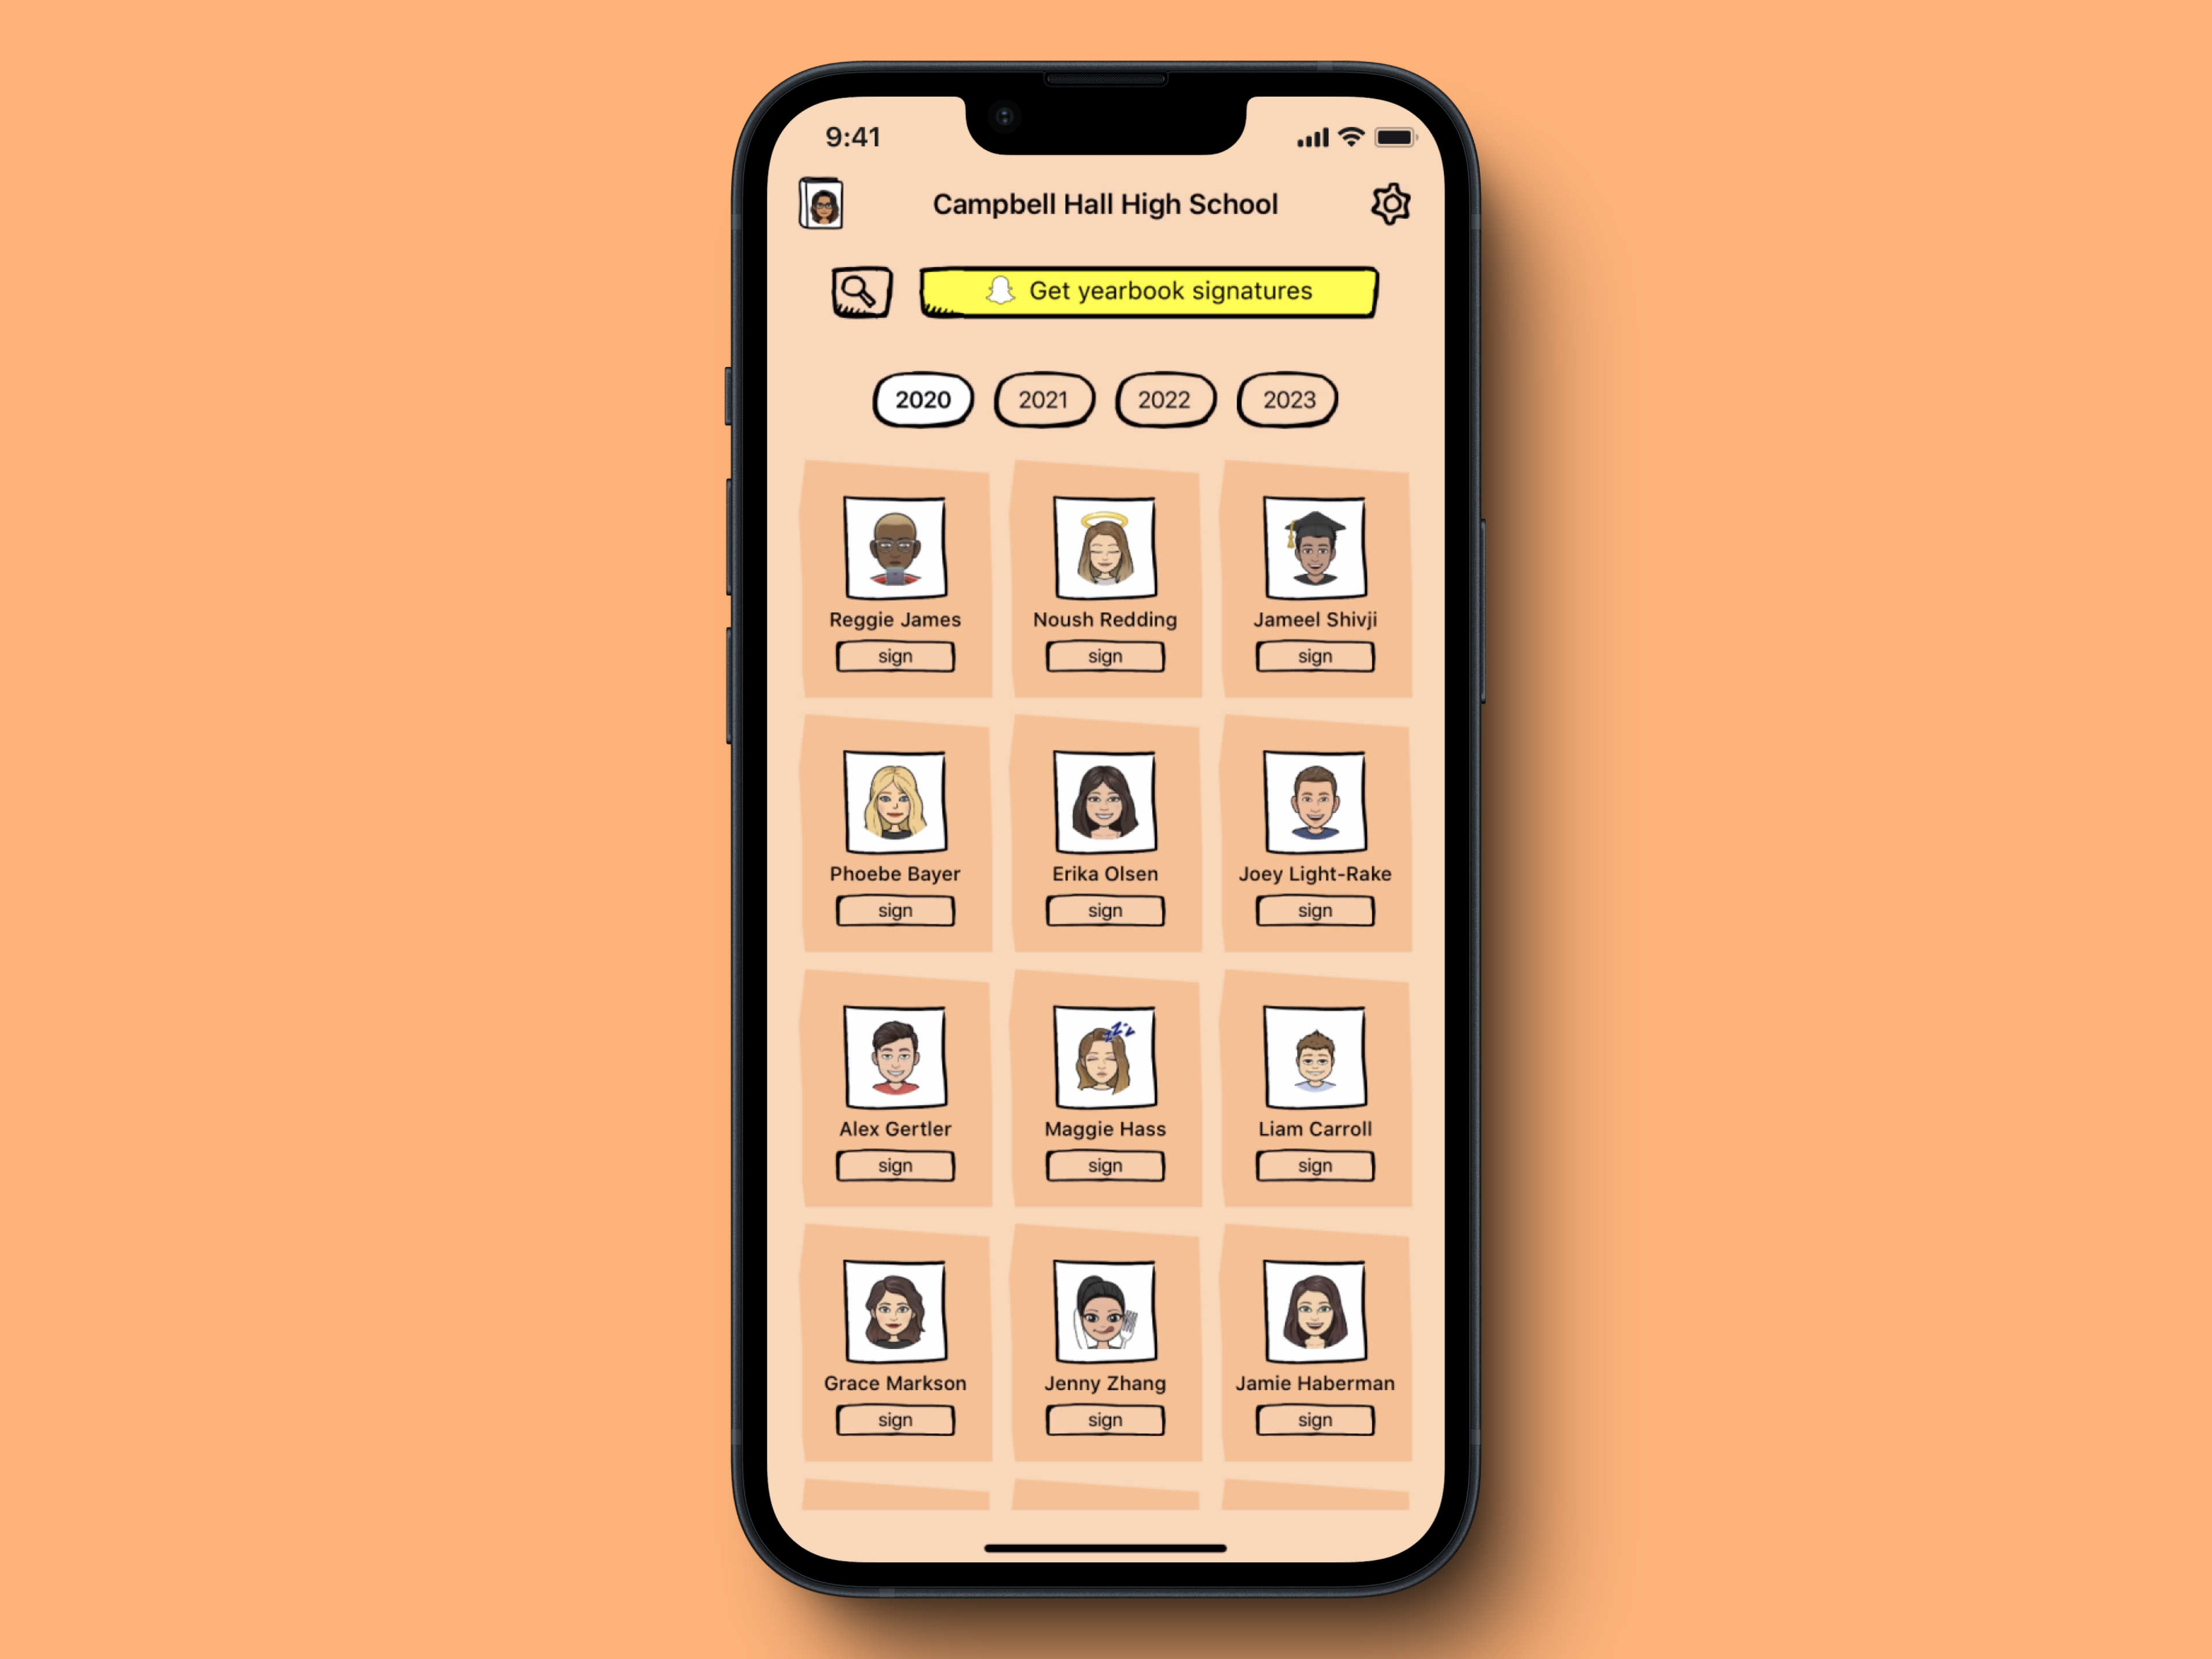 9:41
Campbell Hall High School
Get yearbook signatures
2020 2021 2022 2023
Reggie James Noush Redding Jameel Shivji
sign sign sign
Phoebe Bayer Erika Olsen Joey Light-Rake
sign sign sign
Alex Gertler Maggie Hass Liam Carroll
sign sign sign
Grace Markson Jenny Zhang Jamie Haberman
sign sign sign